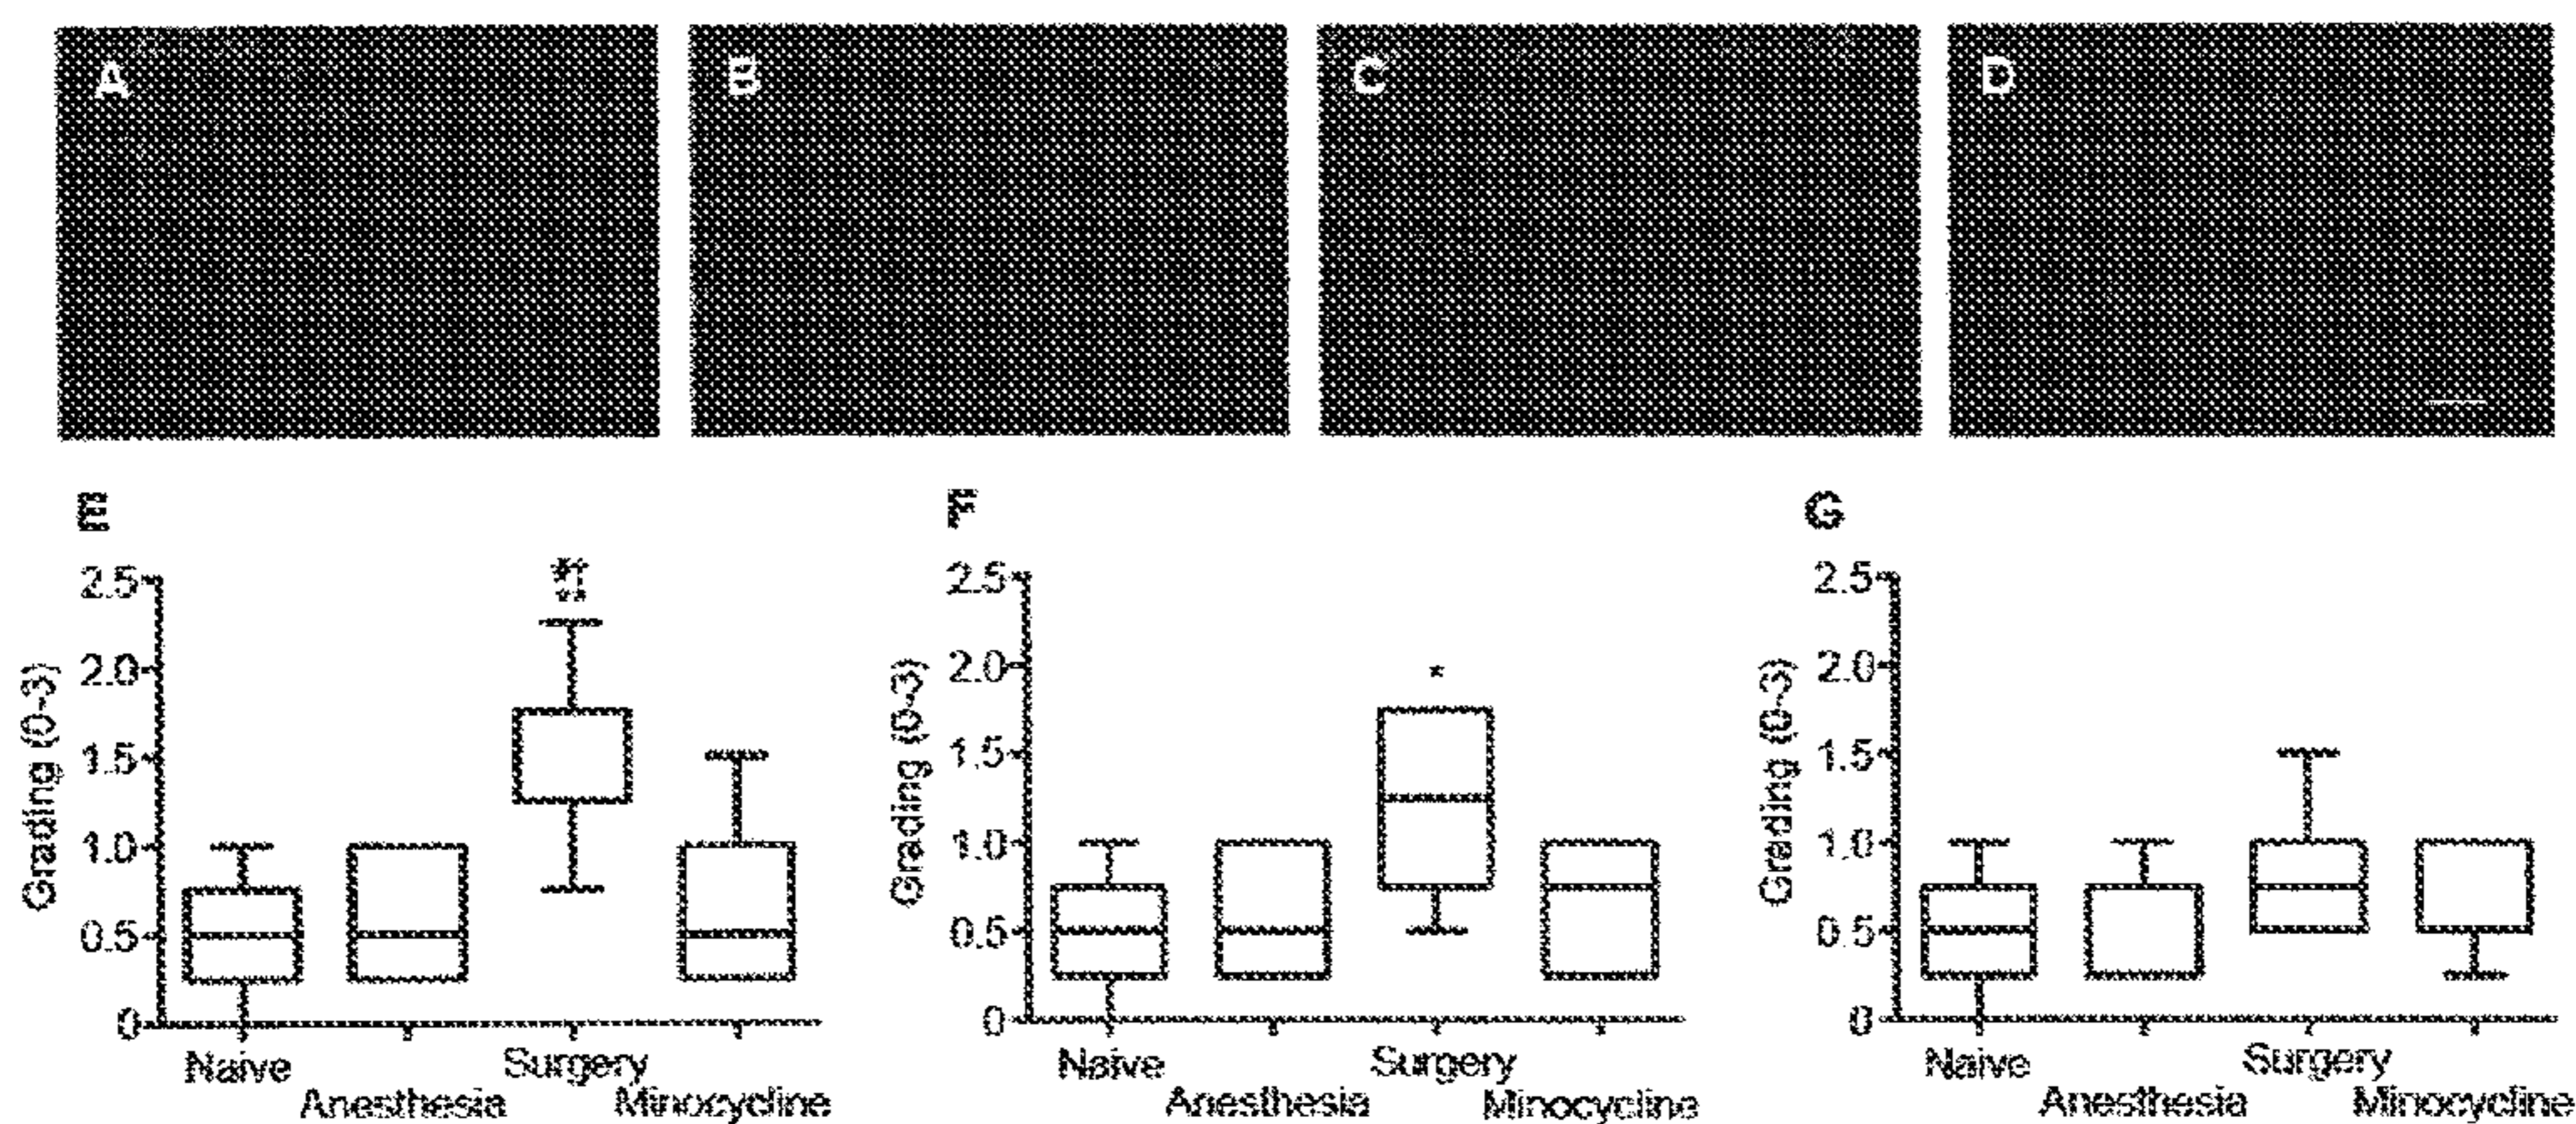 A B C D
E F G
2.5 2.5 2.5
* *
2.0 2.0 2.0
1.5 1.5 1.5
1.0 1.0 1.0
0.5 0.5 0.5
0 0 0
Grading (0-3) Grading (0-3) Grading (0-3)
Naive Surgery Naive Surgery Naive Surgery
Anesthesia Minocycline Anesthesia Minocycline Anesthesia Minocycline